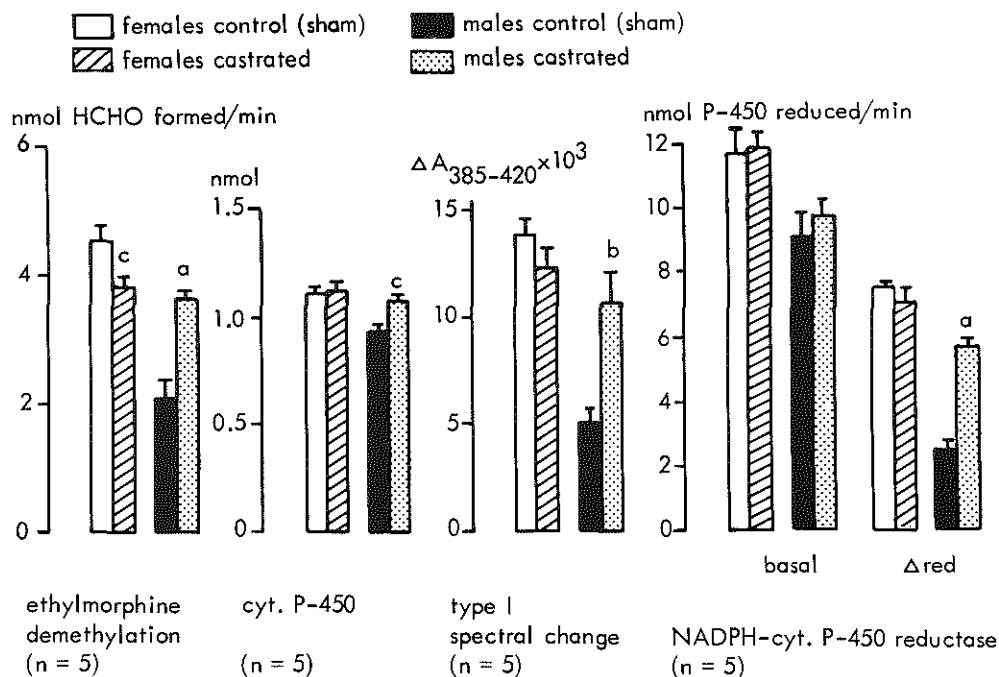 females control (sham)
males control (sham)
females castrated
males castrated
nmol HCHO formed/min
6
4
2
0
c
a
nmol
1.5
1.0
0.5
0
c
Δ A385-420×10³
15
10
5
0
b
nmol P-450 reduced/min
12
10
8
6
4
2
0
a
basal
Δ red
ethylmorphine
demethylation
(n = 5)
cyt. P-450
(n = 5)
type I
spectral change
(n = 5)
NADPH-cyt. P-450 reductase
(n = 5)